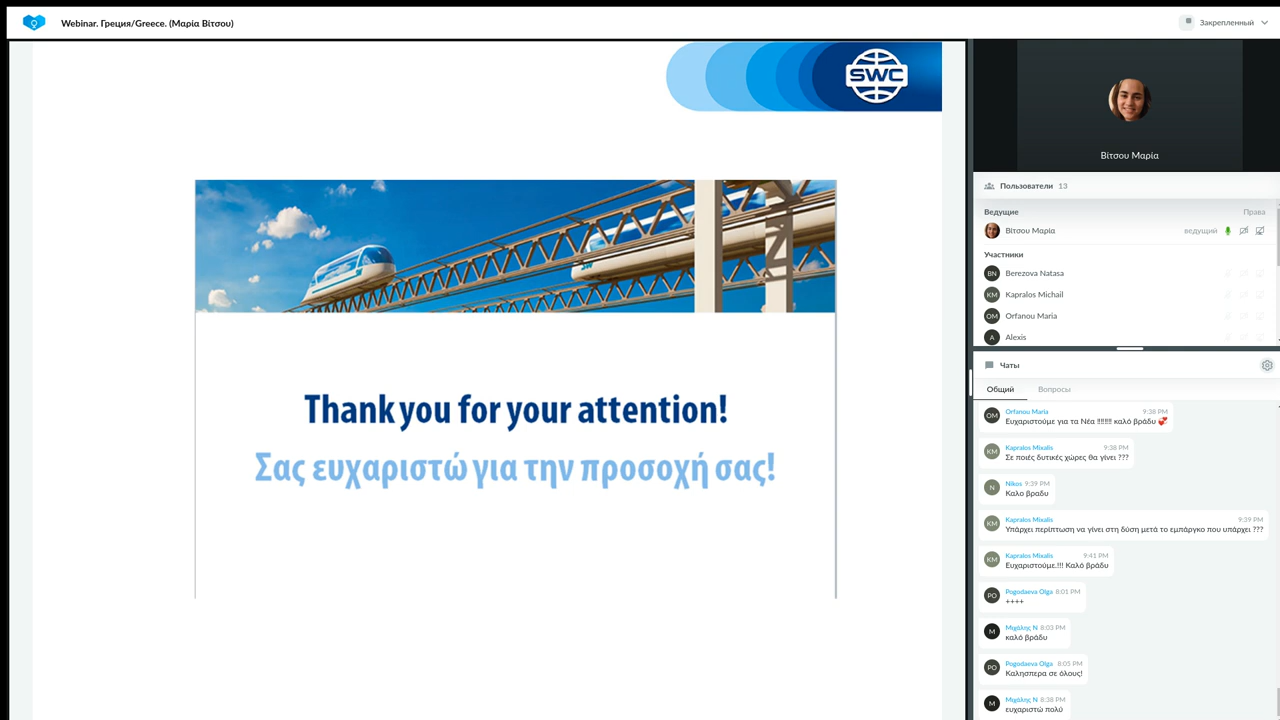 Webinar. Греция/Greece. (Μαρία Βίτσου)
Закрепленный
SWC
Thank you for your attention!
Σας ευχαριστώ για την προσοχή σας!
Βίτσου Μαρία
Пользователи 13
Ведущие Права
Βίτσου Μαρία ведущий
Участники
BN Berezova Natasa
KM Kapralos Michail
OM Orfanou Maria
A Alexis
Чаты
Общий Вопросы
OM Orfanou Maria 9:38 PM
Ευχαριστούμε για τα Νέα !!!!!!! καλό βράδυ 💞
KM Kapralos Mixalis 9:38 PM
Σε ποιές δυτικές χώρες θα γίνει ???
N Nikos 9:39 PM
Καλο βραδυ
KM Kapralos Mixalis 9:39 PM
Υπάρχει περίπτωση να γίνει στη δύση μετά το εμπάργκο που υπάρχει ???
KM Kapralos Mixalis 9:41 PM
Ευχαριστούμε.!!! Καλό βράδυ
PO Pogodaeva Olga 8:01 PM
++++
M Μιχάλης Ν 8:03 PM
καλό βράδυ
PO Pogodaeva Olga 8:05 PM
Καλησπερα σε όλους!
M Μιχάλης Ν 8:38 PM
ευχαριστώ πολύ